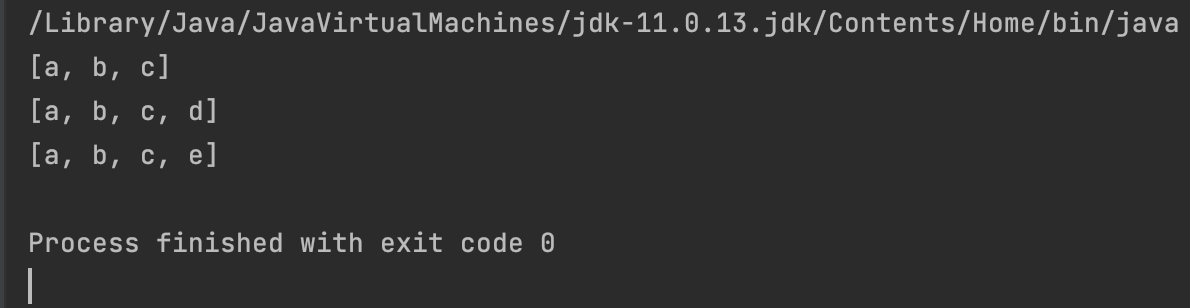 /Library/Java/JavaVirtualMachines/jdk-11.0.13.jdk/Contents/Home/bin/java
[a, b, c]
[a, b, c, d]
[a, b, c, e]
Process finished with exit code 0